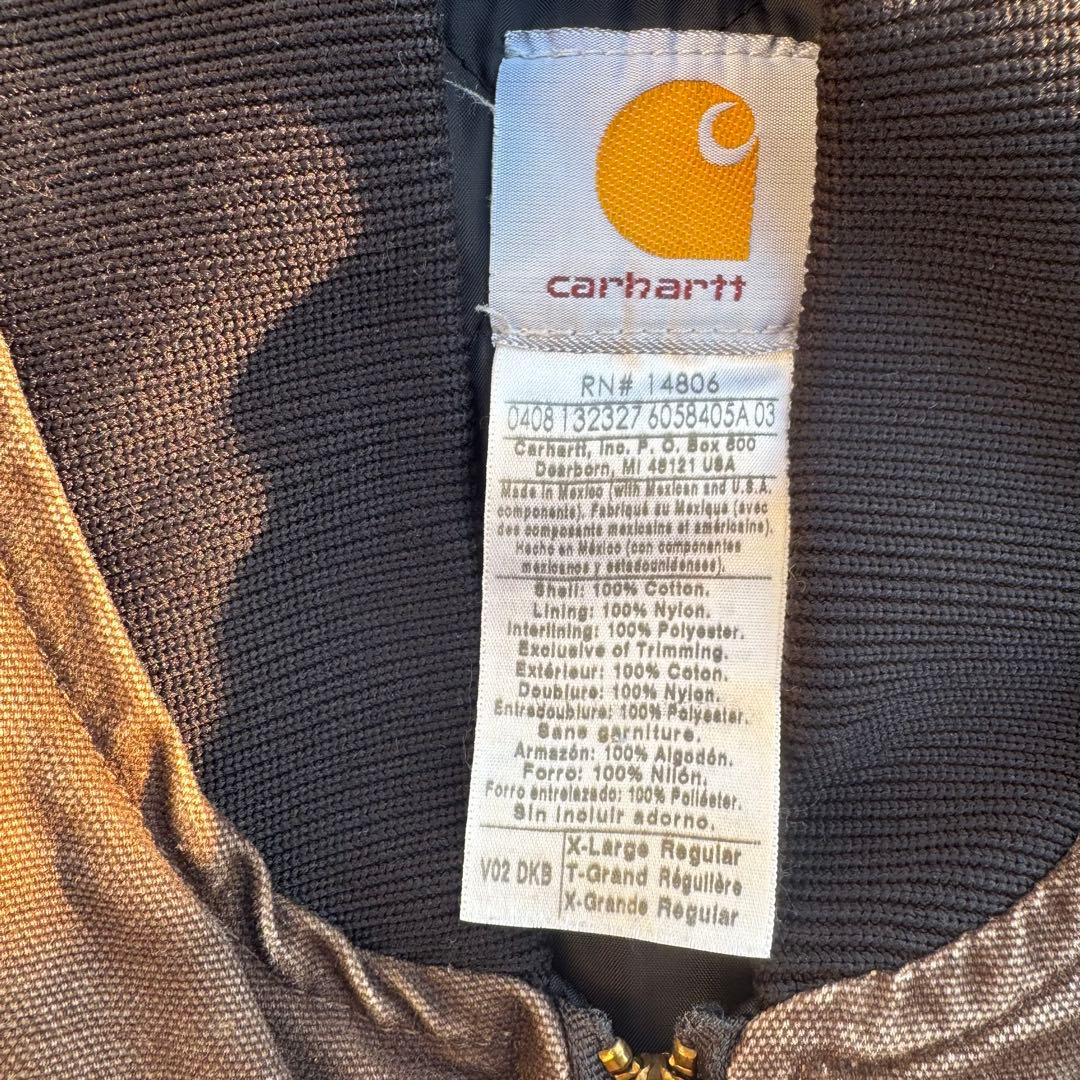 carhartt
RN# 14806
0408 132327 6058405A 03
Carhartt, Inc. P. O. Box 600
Dearborn, MI 48121 USA
Made in Mexico (with Mexican and U.S.A.
components). Fabriqué au Mexique (avec
des componante mexicains et américains).
Hecho en México (con componentes
mexicanos y estadounidenses).
Shell: 100% Cotton.
Lining: 100% Nylon.
Interlining: 100% Polyester.
Exclusive of Trimming.
Extérieur: 100% Coton.
Doublure: 100% Nylon.
Entredoublure: 100% Polyester.
Sans garniture.
Armazón: 100% Algodón.
Forro: 100% Nilón.
Forro entrelazado: 100% Poliéster.
Sin incluir adorno.
V02 DKB
X-Large Regular
T-Grand Régulière
X-Grande Regular